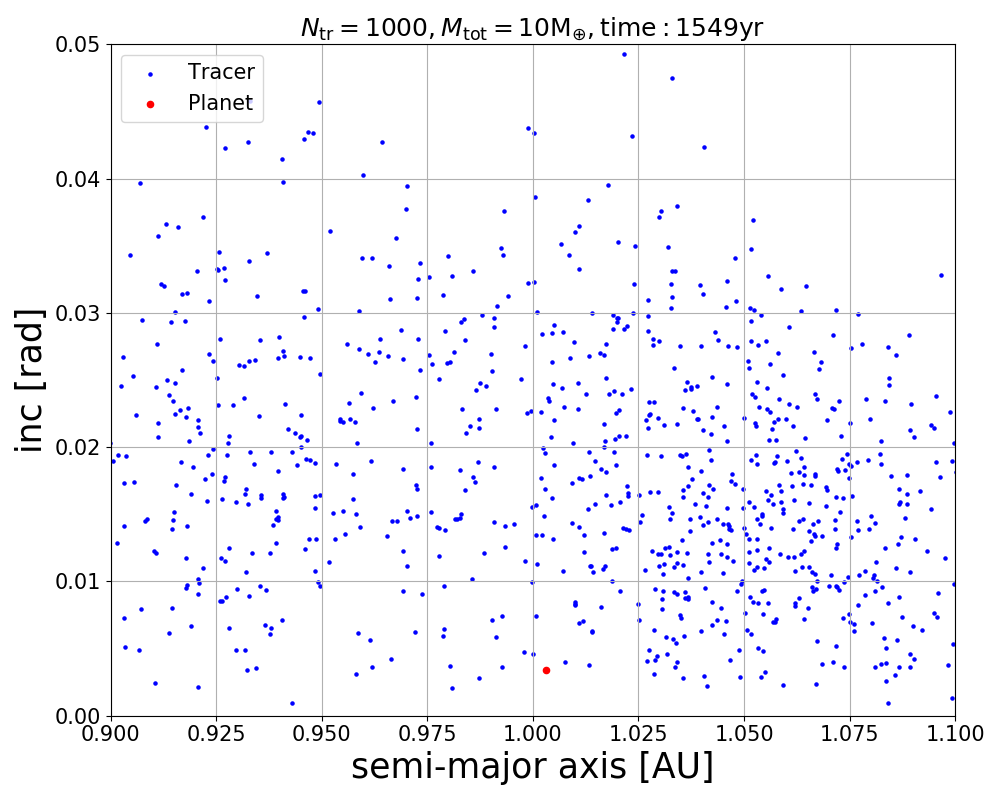 N_tr = 1000, M_tot = 10M_⊕, time : 1549yr
Tracer
Planet
0.05
0.04
0.03
0.02
0.01
0.00
inc [rad]
0.900 0.925 0.950 0.975 1.000 1.025 1.050 1.075 1.100
semi-major axis [AU]